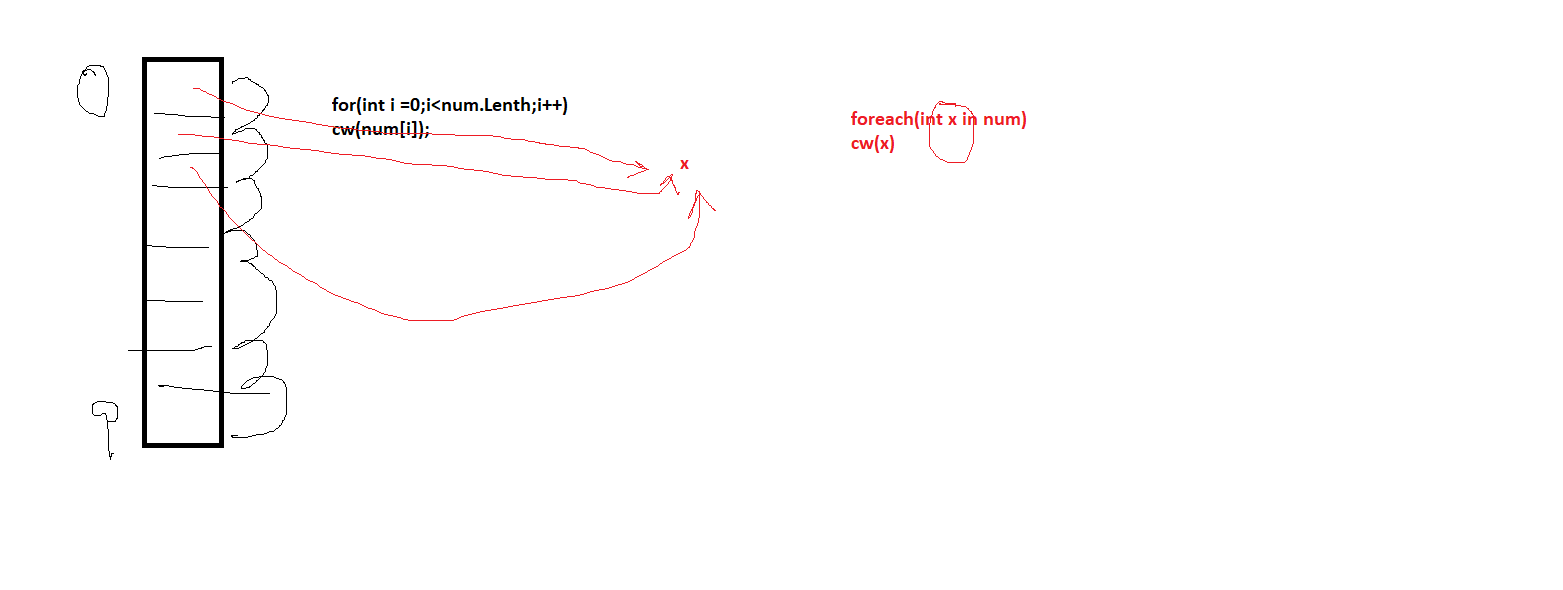 0
for(int i =0;i<num.Lenth;i++)
cw(num[i]);
x
foreach(int x in num)
cw(x)
9